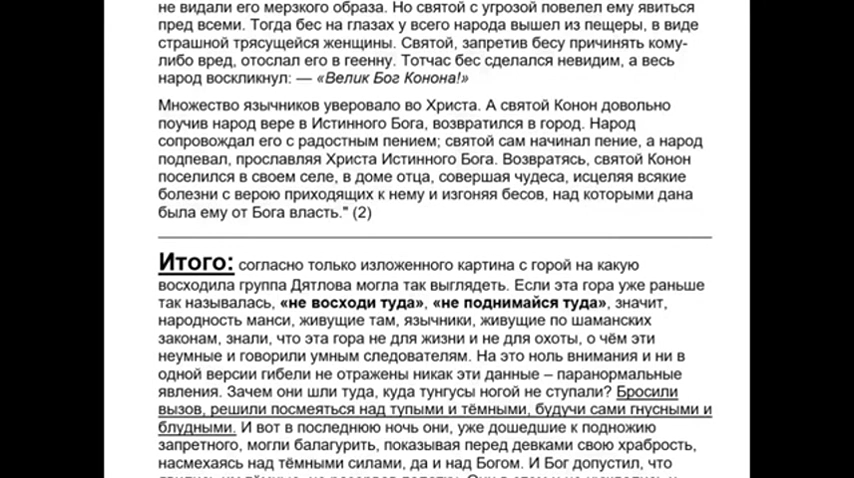 не видали его мерзкого образа. Но святой с угрозой повелел ему явиться
пред всеми. Тогда бес на глазах у всего народа вышел из пещеры, в виде
страшной трясущейся женщины. Святой, запретив бесу причинять кому-
либо вред, отослал его в геенну. Тотчас бес сделался невидим, а весь
народ воскликнул: — «Велик Бог Конона!»
Множество язычников уверовало во Христа. А святой Конон довольно
поучив народ вере в Истинного Бога, возвратился в город. Народ
сопровождал его с радостным пением; святой сам начинал пение, а народ
подпевал, прославляя Христа Истинного Бога. Возвратясь, святой Конон
поселился в своем селе, в доме отца, совершая чудеса, исцеляя всякие
болезни с верою приходящих к нему и изгоняя бесов, над которыми дана
была ему от Бога власть." (2)
Итого: согласно только изложенного картина с горой на какую
восходила группа Дятлова могла так выглядеть. Если эта гора уже раньше
так называлась, «не восходи туда», «не поднимайся туда», значит,
народность манси, живущие там, язычники, живущие по шаманских
законам, знали, что эта гора не для жизни и не для охоты, о чём эти
неумные и говорили умным следователям. На это ноль внимания и ни в
одной версии гибели не отражены никак эти данные – паранормальные
явления. Зачем они шли туда, куда тунгусы ногой не ступали? Бросили
вызов, решили посмеяться над тупыми и тёмными, будучи сами гнусными и
блудными. И вот в последнюю ночь они, уже дошедшие к подножию
запретного, могли балагурить, показывая перед девками свою храбрость,
насмехаясь над тёмными силами, да и над Богом. И Бог допустил, что